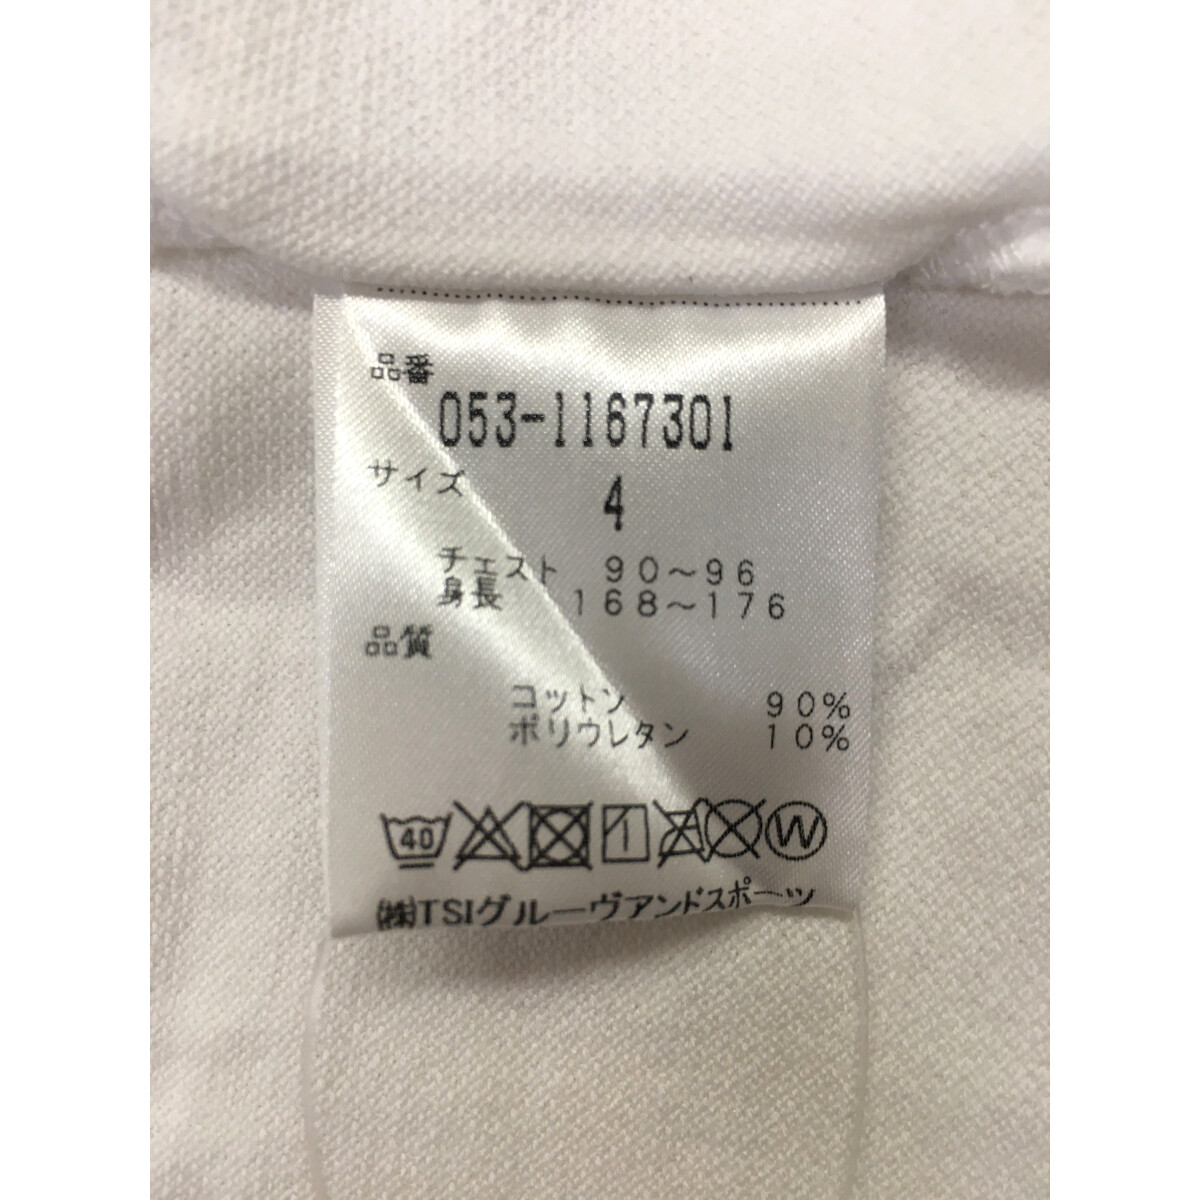 品番
053-1167301
サイズ 4
チェスト 90～96
身長 168～176
品質
コットン 90%
ポリウレタン 10%
40 W
㈱TSIグルーヴアンドスポーツ